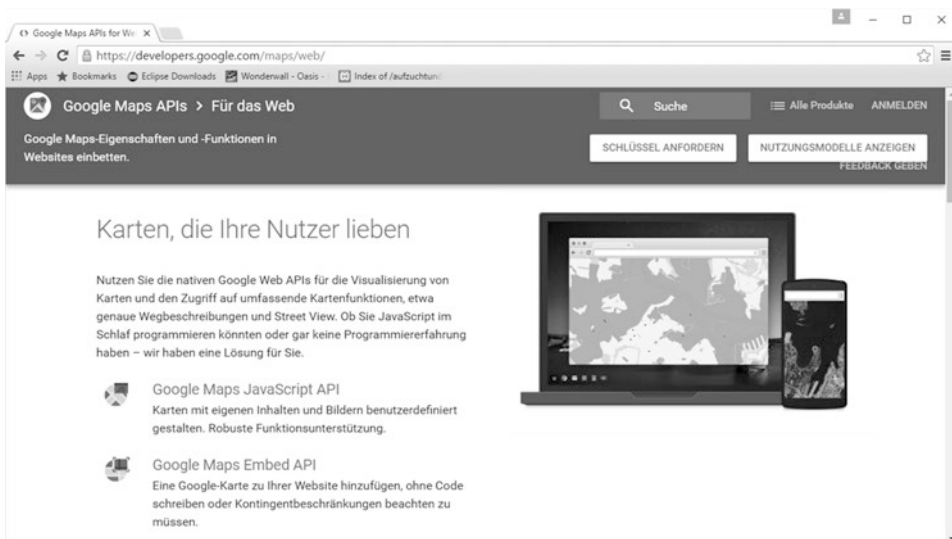 Google Maps APIs for We
https://developers.google.com/maps/web/
Apps Bookmarks Eclipse Downloads Wonderwall - Oasis - Index of /aufzuchtun
Google Maps APIs > Für das Web
Suche
Alle Produkte
ANMELDEN
Google Maps-Eigenschaften und -Funktionen in
Websites einbetten.
SCHLÜSSEL ANFORDERN
NUTZUNGSMODELLE ANZEIGEN
FEEDBACK GEBEN
Karten, die Ihre Nutzer lieben
Nutzen Sie die nativen Google Web APIs für die Visualisierung von
Karten und den Zugriff auf umfassende Kartenfunktionen, etwa
genaue Wegbeschreibungen und Street View. Ob Sie JavaScript im
Schlaf programmieren könnten oder gar keine Programmiererfahrung
haben – wir haben eine Lösung für Sie.
Google Maps JavaScript API
Karten mit eigenen Inhalten und Bildern benutzerdefiniert
gestalten. Robuste Funktionsunterstützung.
Google Maps Embed API
Eine Google-Karte zu Ihrer Website hinzufügen, ohne Code
schreiben oder Kontingentbeschränkungen beachten zu
müssen.